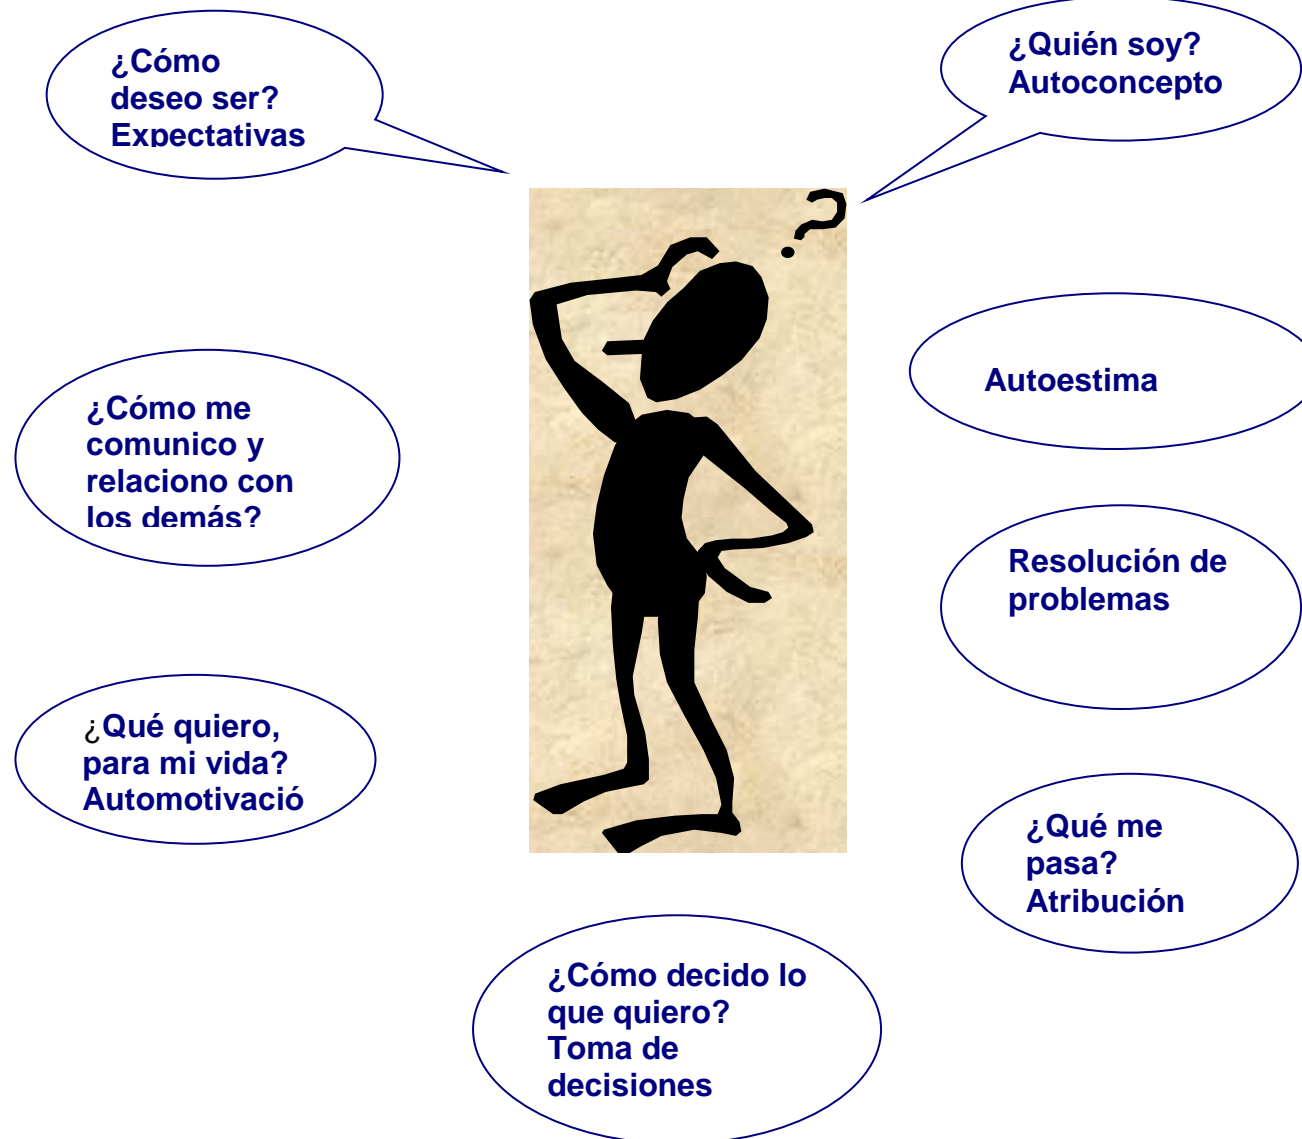 ¿Cómo
deseo ser?
Expectativas
¿Quién soy?
Autoconcepto
?
Autoestima
¿Cómo me
comunico y
relaciono con
los demás?
Resolución de
problemas
¿Qué quiero,
para mi vida?
Automotivació
¿Qué me
pasa?
Atribución
¿Cómo decido lo
que quiero?
Toma de
decisiones